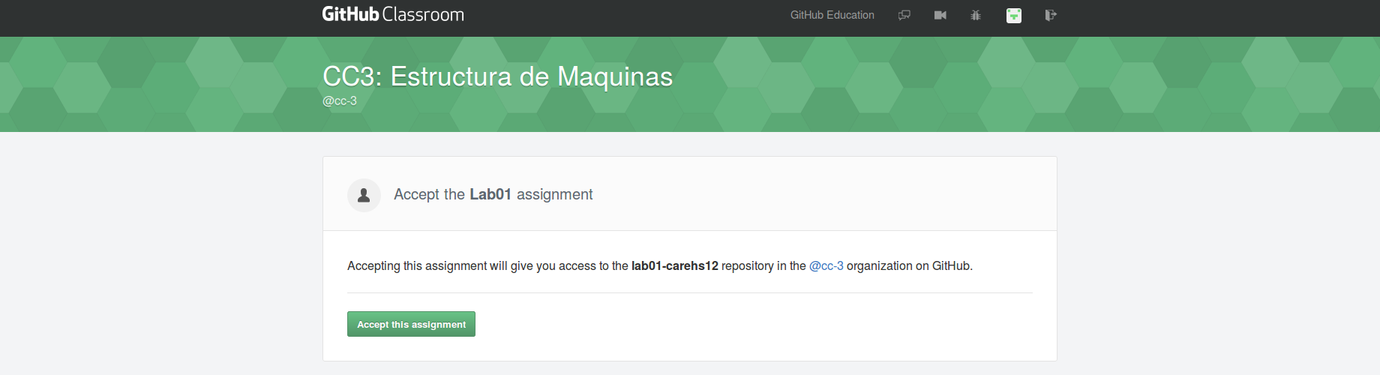 GitHub Classroom
GitHub Education
CC3: Estructura de Maquinas
@cc-3
Accept the Lab01 assignment
Accepting this assignment will give you access to the lab01-carehs12 repository in the @cc-3 organization on GitHub.
Accept this assignment